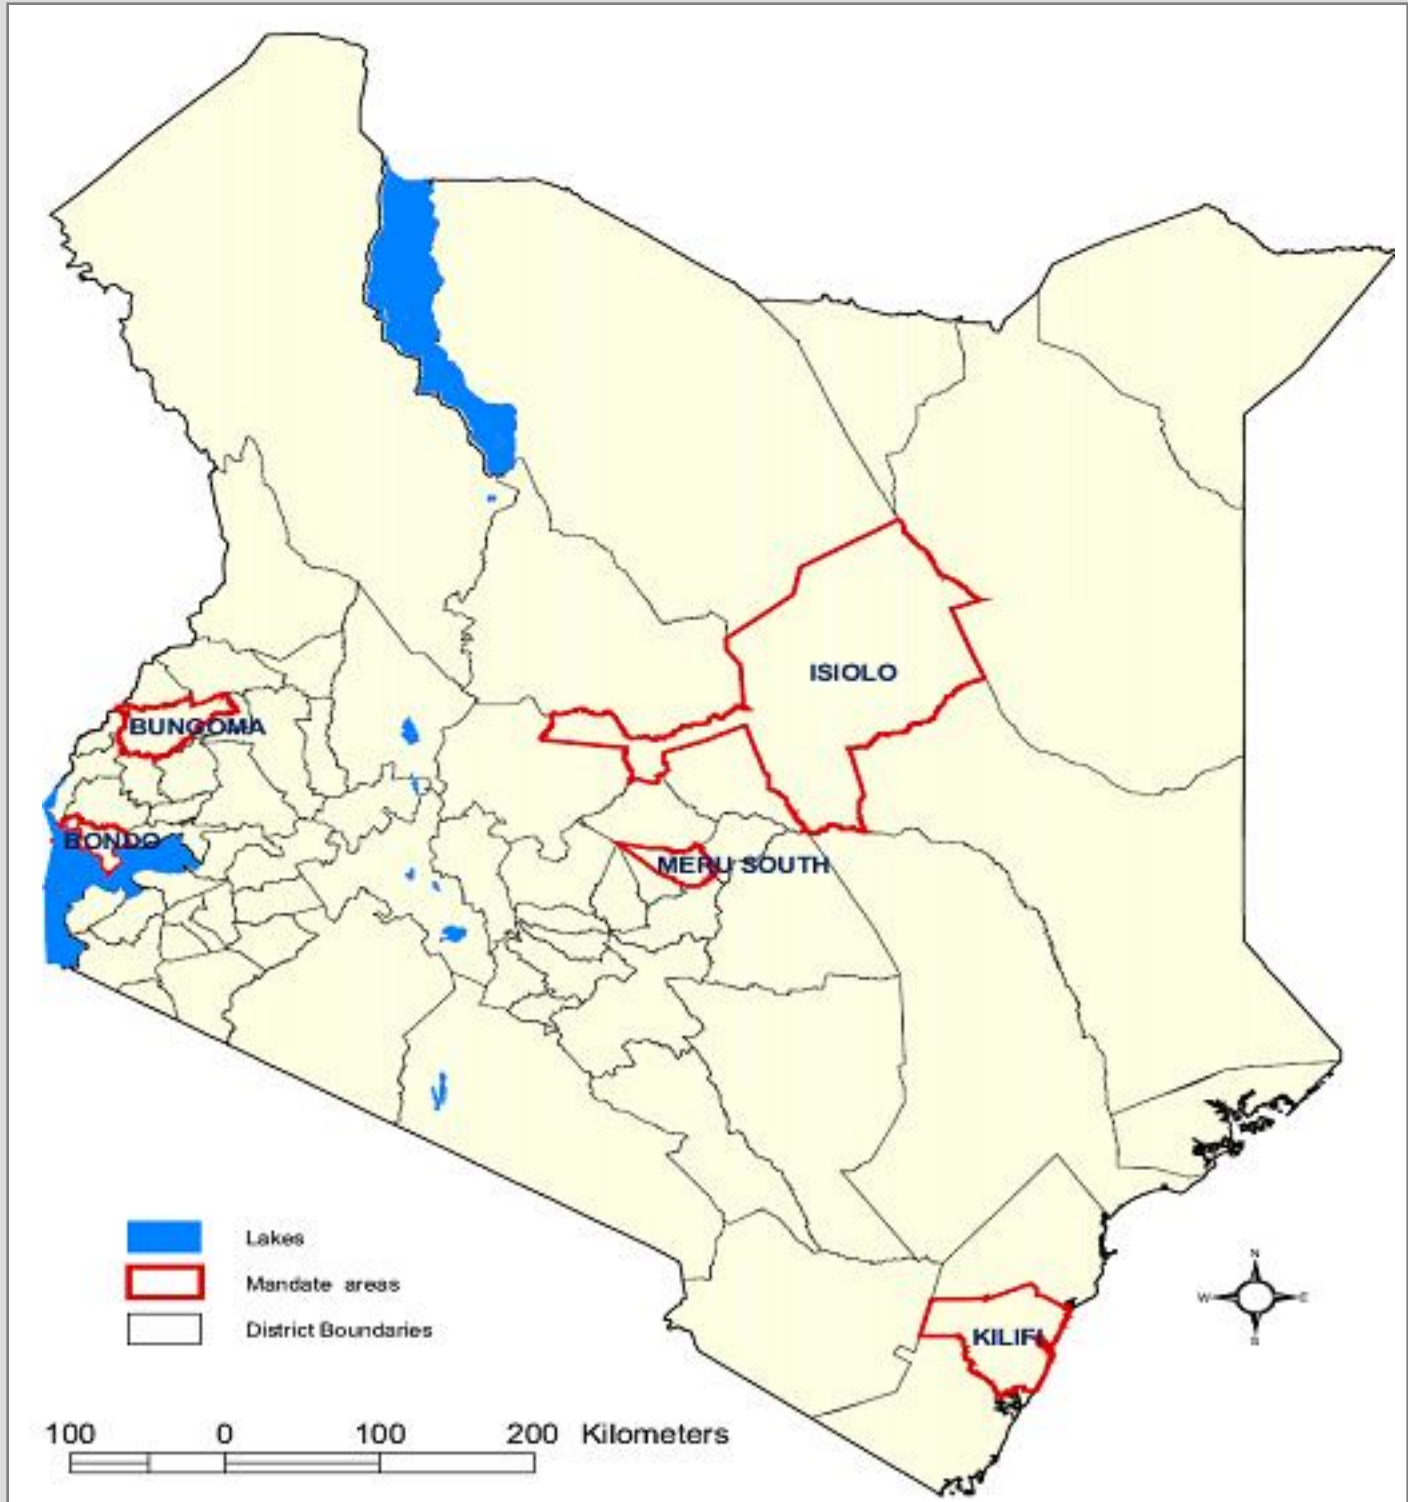 ISIOLO
BUNGOMA
BONDO
MERU SOUTH
Lakes
Mandate areas
District Boundaries
N
W E
S
KILIFI
100 0 100 200 Kilometers